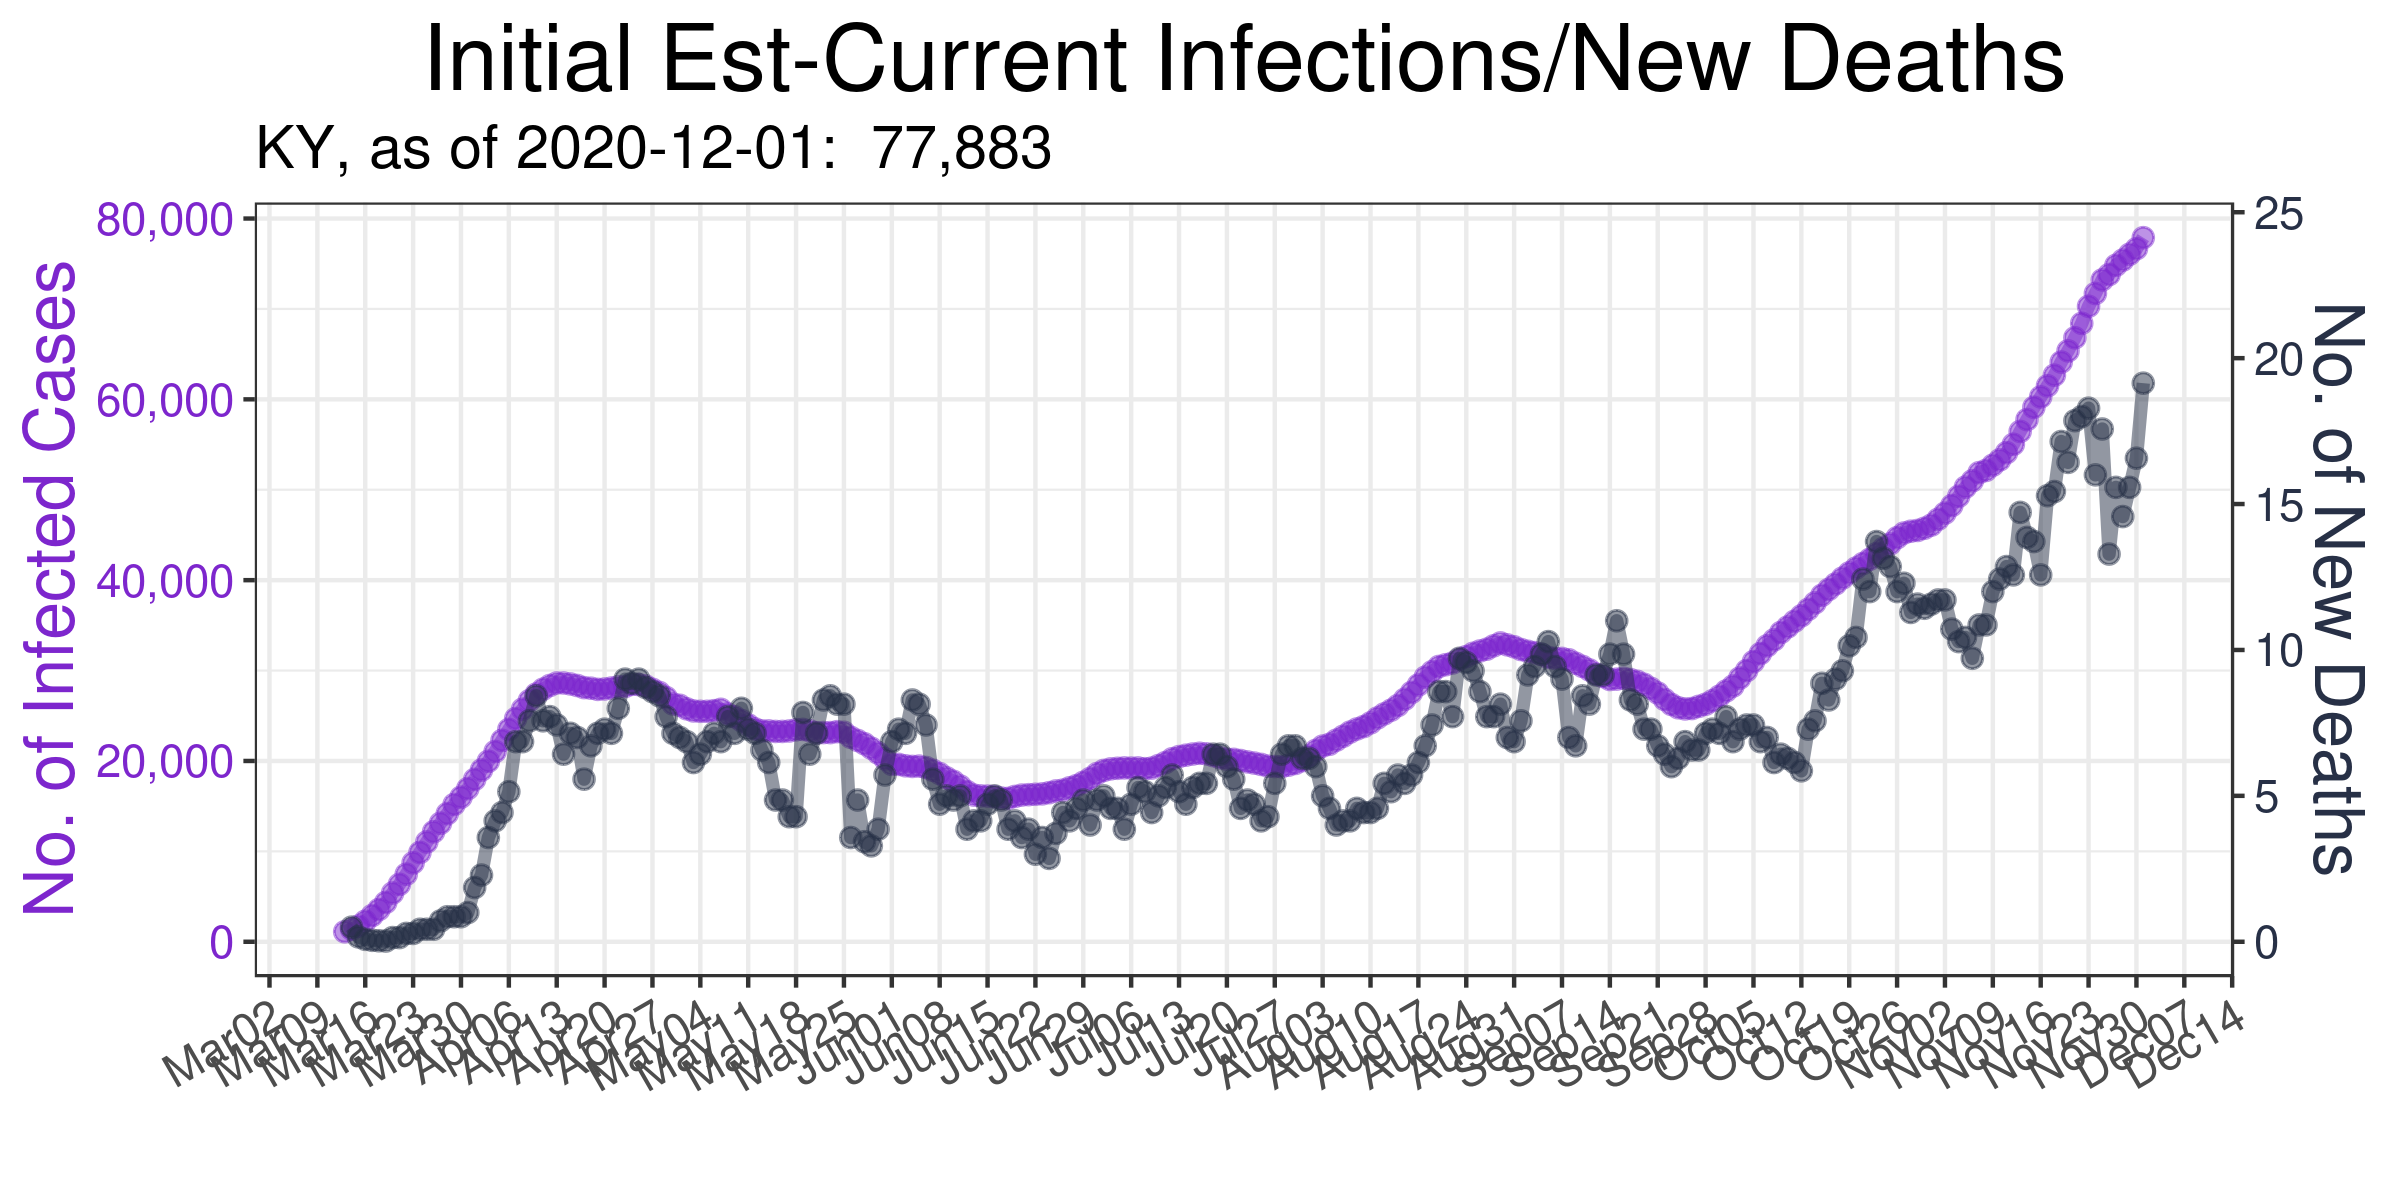 Initial Est-Current Infections/New Deaths
KY, as of 2020-12-01:  77,883
No. of Infected Cases
80,000
60,000
40,000
20,000
0
25
20
15
10
5
0
No. of New Deaths
Mar02
Mar09
Mar16
Mar23
Mar30
Apr06
Apr13
Apr20
Apr27
May04
May11
May18
May25
Jun01
Jun08
Jun15
Jun22
Jun29
Jul06
Jul13
Jul20
Jul27
Aug03
Aug10
Aug17
Aug24
Aug31
Sep07
Sep14
Sep21
Sep28
Oct05
Oct12
Oct19
Oct26
Nov02
Nov09
Nov16
Nov23
Nov30
Dec07
Dec14